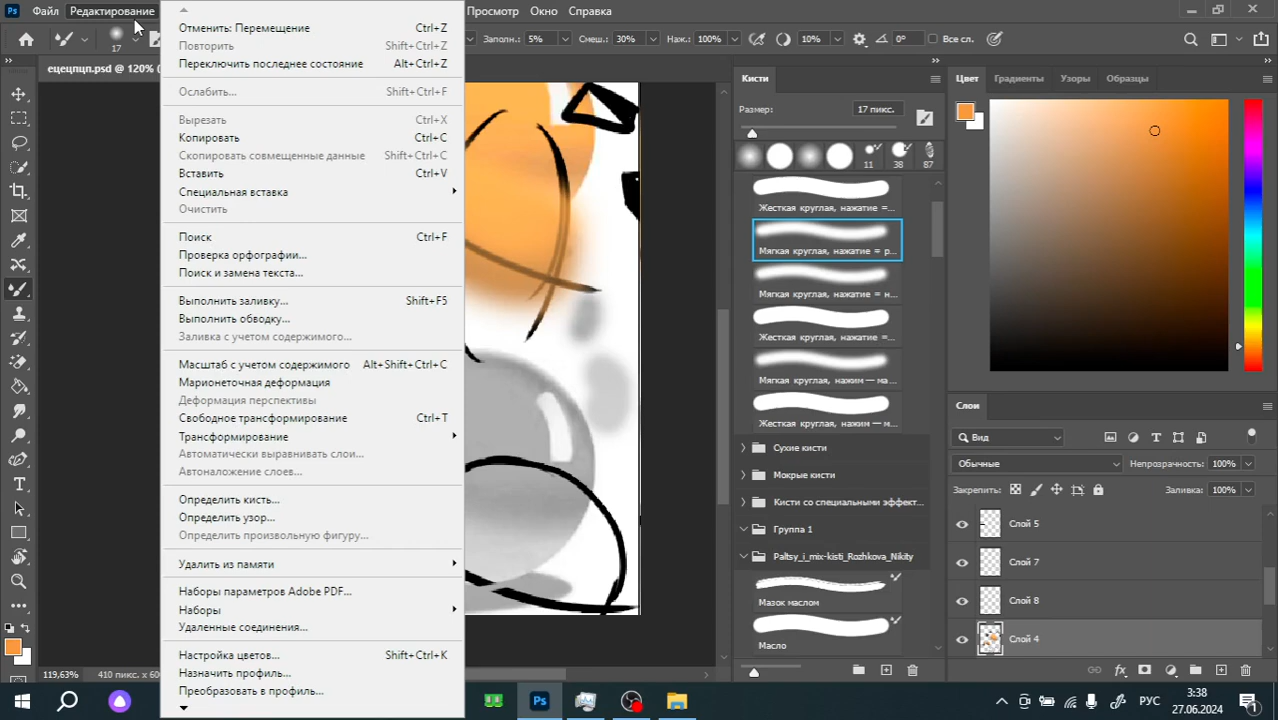 Файл
Редактирование
Просмотр
Окно
Справка
17
Заполн.: 5%
Смеш.: 30%
Наж.: 100%
10%
0°
Все сл.
ецецпцп.psd @ 120% (
Отменить: Перемещение Ctrl+Z
Повторить Shift+Ctrl+Z
Переключить последнее состояние Alt+Ctrl+Z
Ослабить... Shift+Ctrl+F
Вырезать Ctrl+X
Копировать Ctrl+C
Скопировать совмещенные данные Shift+Ctrl+C
Вставить Ctrl+V
Специальная вставка
Очистить
Поиск Ctrl+F
Проверка орфографии...
Поиск и замена текста...
Выполнить заливку... Shift+F5
Выполнить обводку...
Заливка с учетом содержимого...
Масштаб с учетом содержимого Alt+Shift+Ctrl+C
Марионеточная деформация
Деформация перспективы
Свободное трансформирование Ctrl+T
Трансформирование
Автоматически выравнивать слои...
Автоналожение слоев...
Определить кисть...
Определить узор...
Определить произвольную фигуру...
Удалить из памяти
Наборы параметров Adobe PDF...
Наборы
Удаленные соединения...
Настройка цветов... Shift+Ctrl+K
Назначить профиль...
Преобразовать в профиль...
Кисти
Размер: 17 пикс.
11 38 87
Жесткая круглая, нажатие =...
Мягкая круглая, нажатие = р...
Мягкая круглая, нажатие = н...
Жесткая круглая, нажатие =...
Мягкая круглая, нажим — ма...
Жесткая круглая, нажим — м...
Сухие кисти
Мокрые кисти
Кисти со специальными эффект...
Группа 1
Paltsy_i_mix-kisti_Rozhkova_Nikity
Мазок маслом
Масло
Цвет Градиенты Узоры Образцы
Слои
Вид
Обычные
Непрозрачность: 100%
Закрепить:
Заливка: 100%
Слой 5
Слой 7
Слой 8
Слой 4
119,63%
410 пикс. x 60
Ps
РУС
3:38
27.06.2024
1